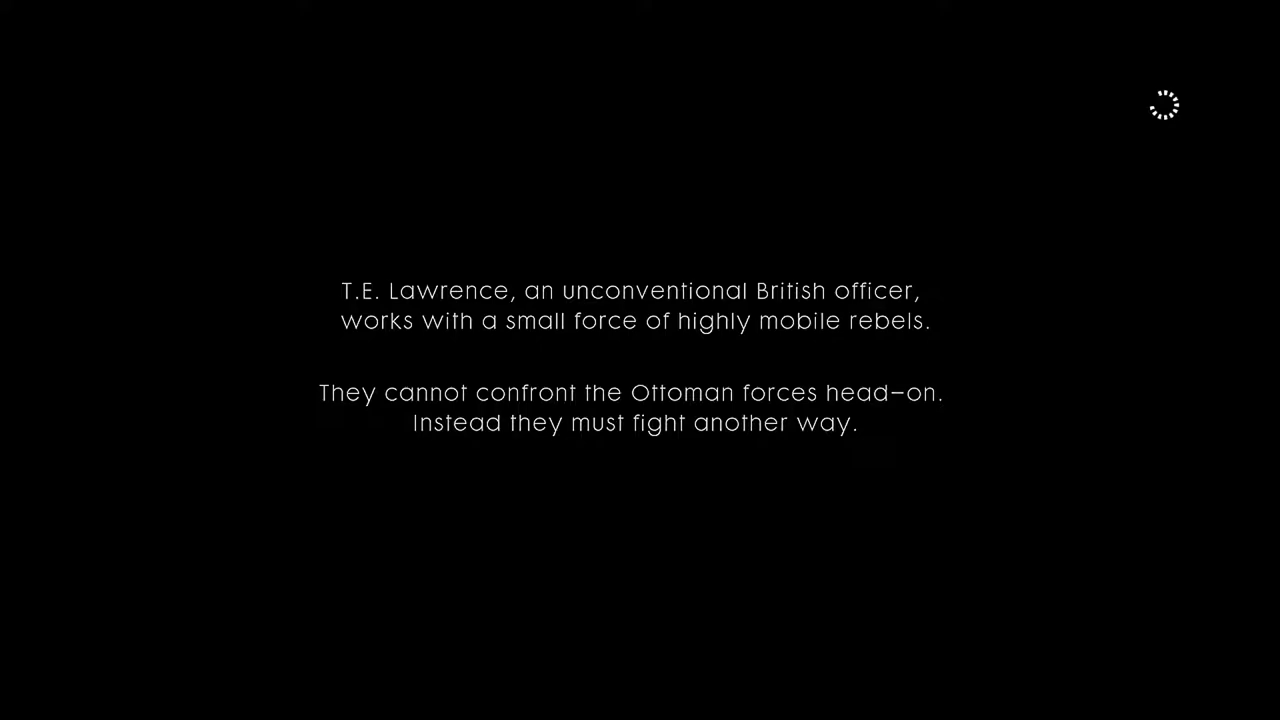 T.E. Lawrence, an unconventional British officer,
works with a small force of highly mobile rebels.
They cannot confront the Ottoman forces head-on.
Instead they must fight another way.